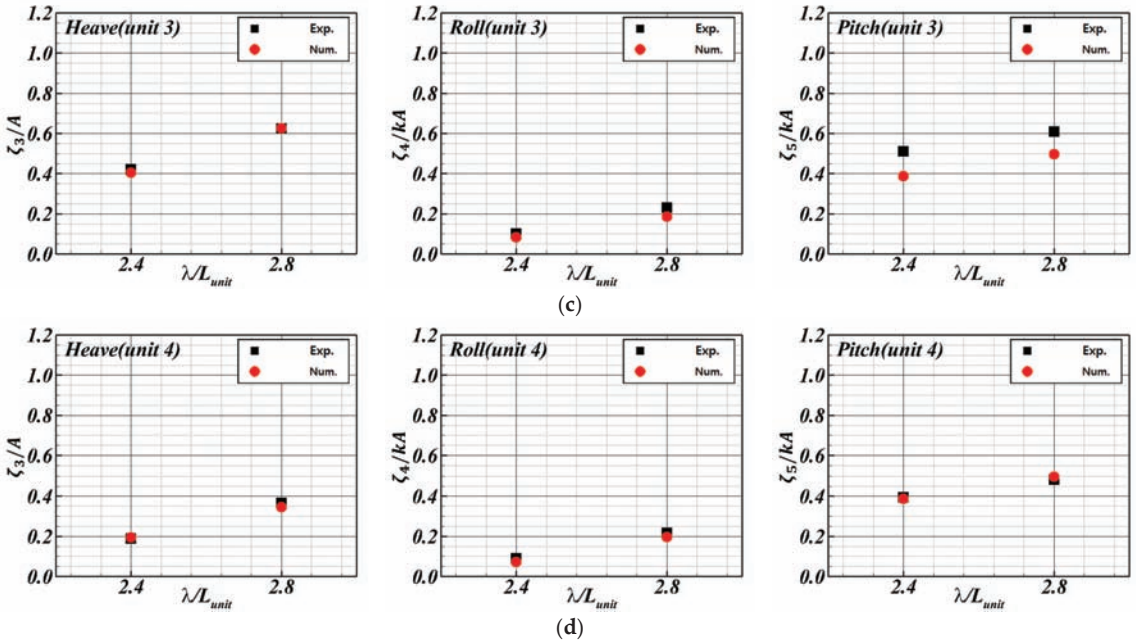 Heave(unit 3)
Exp.
Num.
1.2
1.0
0.8
0.6
0.4
0.2
0.0
ζ₃/A
2.4
2.8
λ/L_unit
Roll(unit 3)
Exp.
Num.
1.2
1.0
0.8
0.6
0.4
0.2
0.0
ζ₄/kA
2.4
2.8
λ/L_unit
Pitch(unit 3)
Exp.
Num.
1.2
1.0
0.8
0.6
0.4
0.2
0.0
ζ₅/kA
2.4
2.8
λ/L_unit
(c)
Heave(unit 4)
Exp.
Num.
1.2
1.0
0.8
0.6
0.4
0.2
0.0
ζ₃/A
2.4
2.8
λ/L_unit
Roll(unit 4)
Exp.
Num.
1.2
1.0
0.8
0.6
0.4
0.2
0.0
ζ₄/kA
2.4
2.8
λ/L_unit
Pitch(unit 4)
Exp.
Num.
1.2
1.0
0.8
0.6
0.4
0.2
0.0
ζ₅/kA
2.4
2.8
λ/L_unit
(d)